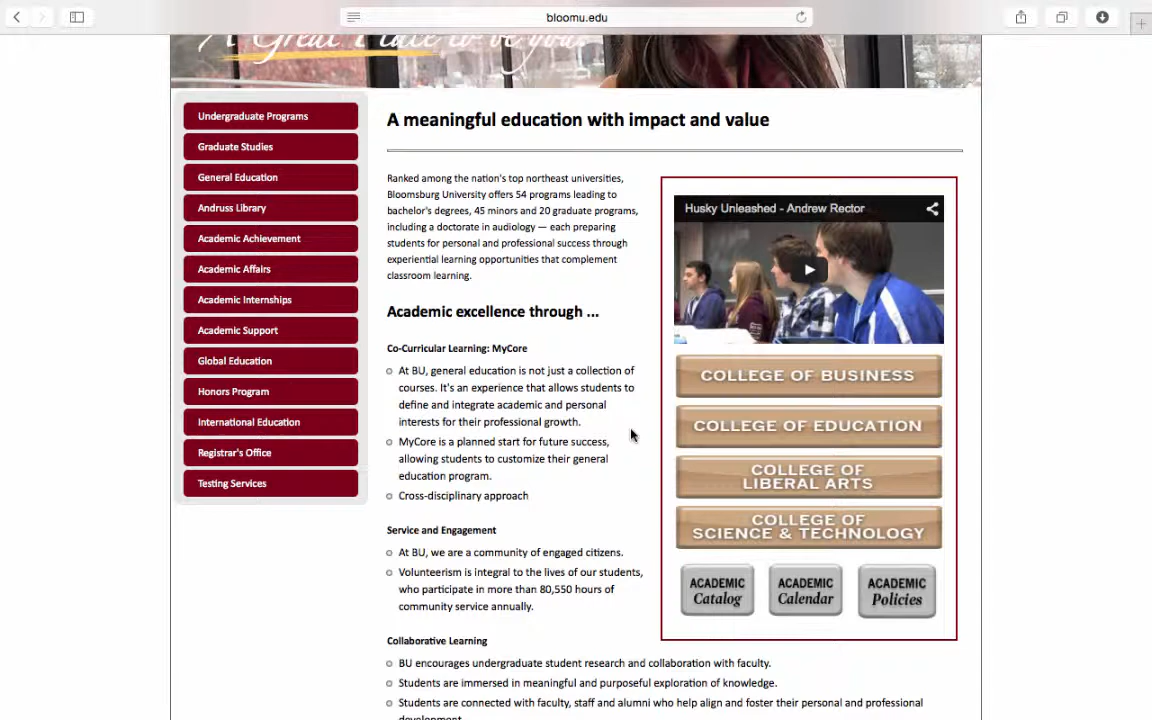 bloomu.edu
A Great Place to be you.
Undergraduate Programs
Graduate Studies
General Education
Andruss Library
Academic Achievement
Academic Affairs
Academic Internships
Academic Support
Global Education
Honors Program
International Education
Registrar's Office
Testing Services
A meaningful education with impact and value
Ranked among the nation's top northeast universities,
Bloomsburg University offers 54 programs leading to
bachelor's degrees, 45 minors and 20 graduate programs,
including a doctorate in audiology — each preparing
students for personal and professional success through
experiential learning opportunities that complement
classroom learning.
Academic excellence through ...
Co-Curricular Learning: MyCore
At BU, general education is not just a collection of
courses. It's an experience that allows students to
define and integrate academic and personal
interests for their professional growth.
MyCore is a planned start for future success,
allowing students to customize their general
education program.
Cross-disciplinary approach
Service and Engagement
At BU, we are a community of engaged citizens.
Volunteerism is integral to the lives of our students,
who participate in more than 80,550 hours of
community service annually.
Collaborative Learning
BU encourages undergraduate student research and collaboration with faculty.
Students are immersed in meaningful and purposeful exploration of knowledge.
Students are connected with faculty, staff and alumni who help align and foster their personal and professional
development.
Husky Unleashed - Andrew Rector
COLLEGE OF BUSINESS
COLLEGE OF EDUCATION
COLLEGE OF
LIBERAL ARTS
COLLEGE OF
SCIENCE & TECHNOLOGY
ACADEMIC
Catalog
ACADEMIC
Calendar
ACADEMIC
Policies